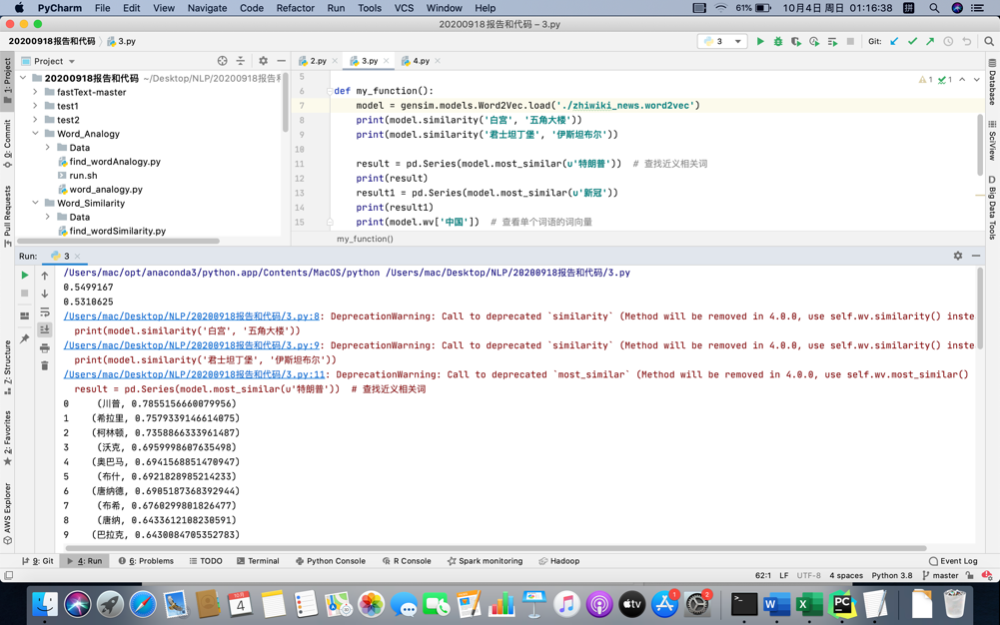 PyCharm File Edit View Navigate Code Refactor Run Tools VCS Window Help 61% 10月4日 周日 01:16:38 拼
20200918报告和代码 – 3.py
20200918报告和代码 3.py 3 Git:
Project 2.py 3.py 4.py
20200918报告和代码 ~/Desktop/NLP/20200918报告和代码
fastText-master
test1
test2
Word_Analogy
Data
find_wordAnalogy.py
run.sh
word_analogy.py
Word_Similarity
Data
find_wordSimilarity.py
1 1
5
6 def my_function():
7 model = gensim.models.Word2Vec.load('./zhiwiki_news.word2vec')
8 print(model.similarity('白宫', '五角大楼'))
9 print(model.similarity('君士坦丁堡', '伊斯坦布尔'))
10
11 result = pd.Series(model.most_similar(u'特朗普')) # 查找近义相关词
12 print(result)
13 result1 = pd.Series(model.most_similar(u'新冠'))
14 print(result1)
15 print(model.wv['中国']) # 查看单个词语的词向量
my_function()
1: Project
0: Commit
Pull Requests
7: Structure
2: Favorites
AWS Explorer
Database
SciView
Big Data Tools
Run: 3
/Users/mac/opt/anaconda3/python.app/Contents/MacOS/python /Users/mac/Desktop/NLP/20200918报告和代码/3.py
0.5499167
0.5310625
/Users/mac/Desktop/NLP/20200918报告和代码/3.py:8: DeprecationWarning: Call to deprecated `similarity` (Method will be removed in 4.0.0, use self.wv.similarity() inste
print(model.similarity('白宫', '五角大楼'))
/Users/mac/Desktop/NLP/20200918报告和代码/3.py:9: DeprecationWarning: Call to deprecated `similarity` (Method will be removed in 4.0.0, use self.wv.similarity() inste
print(model.similarity('君士坦丁堡', '伊斯坦布尔'))
/Users/mac/Desktop/NLP/20200918报告和代码/3.py:11: DeprecationWarning: Call to deprecated `most_similar` (Method will be removed in 4.0.0, use self.wv.most_similar()
result = pd.Series(model.most_similar(u'特朗普')) # 查找近义相关词
0 (川普, 0.7855156660079956)
1 (希拉里, 0.7579339146614075)
2 (柯林顿, 0.7358866333961487)
3 (沃克, 0.6959998607635498)
4 (奥巴马, 0.6941568851470947)
5 (布什, 0.6921828985214233)
6 (唐纳德, 0.6905187368392944)
7 (布希, 0.6760299801826477)
8 (唐纳, 0.6433612108230591)
9 (巴拉克, 0.6430084705352783)
9: Git 4: Run 6: Problems TODO Terminal Python Console R Console Spark monitoring Hadoop Event Log
62:1 LF UTF-8 4 spaces Python 3.8 master